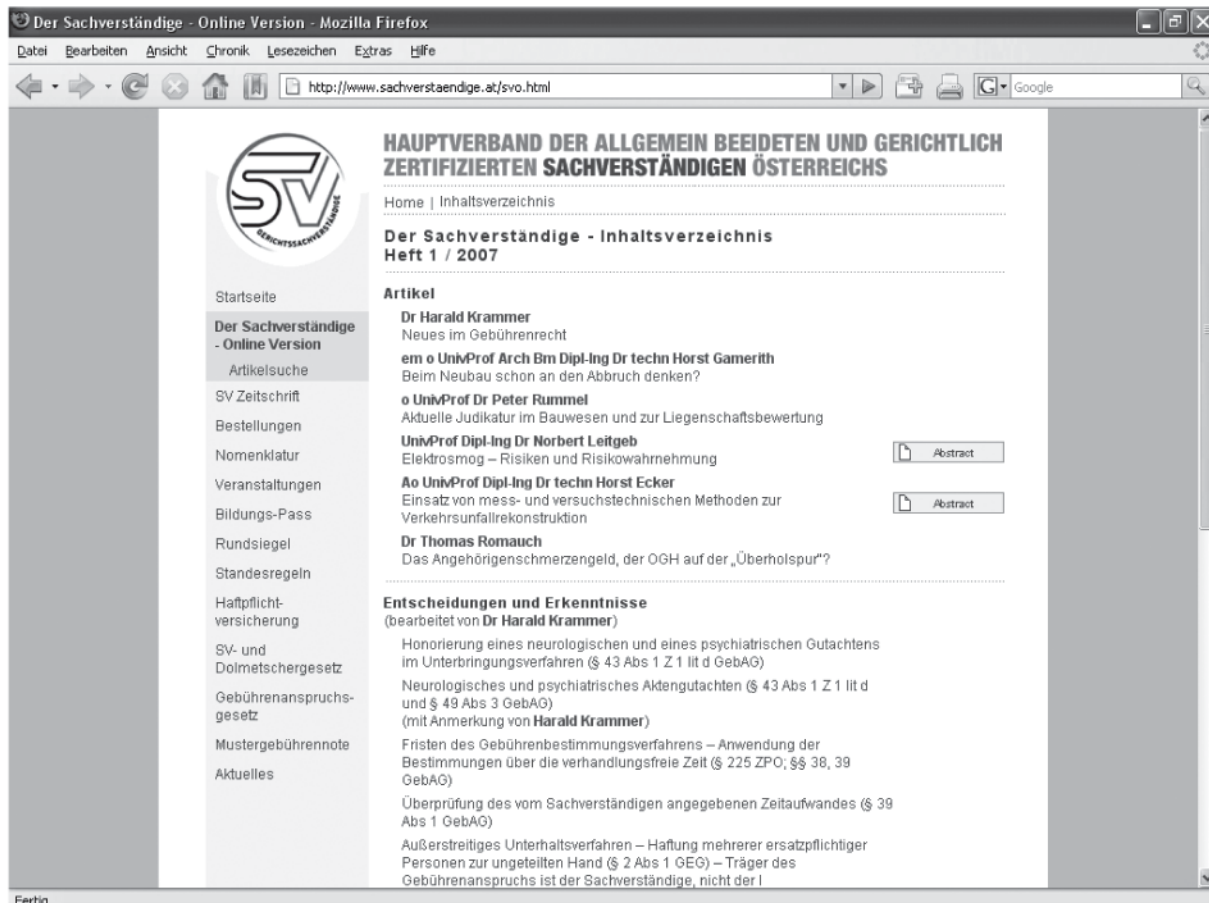 Der Sachverständige - Online Version - Mozilla Firefox
Datei Bearbeiten Ansicht Chronik Lesezeichen Extras Hilfe
http://www.sachverstaendige.at/svo.html
G Google
SV
GERICHTSSACHVERSTÄNDIGE
HAUPTVERBAND DER ALLGEMEIN BEEIDETEN UND GERICHTLICH
ZERTIFIZIERTEN SACHVERSTÄNDIGEN ÖSTERREICHS
Home | Inhaltsverzeichnis
Der Sachverständige - Inhaltsverzeichnis
Heft 1 / 2007
Startseite
Der Sachverständige
- Online Version
Artikelsuche
SV Zeitschrift
Bestellungen
Nomenklatur
Veranstaltungen
Bildungs-Pass
Rundsiegel
Standesregeln
Haftpflicht-
versicherung
SV- und
Dolmetschergesetz
Gebührenanspruchs-
gesetz
Mustergebührennote
Aktuelles
Artikel
Dr Harald Krammer
Neues im Gebührenrecht
em o UnivProf Arch Bm Dipl-Ing Dr techn Horst Gamerith
Beim Neubau schon an den Abbruch denken?
o UnivProf Dr Peter Rummel
Aktuelle Judikatur im Bauwesen und zur Liegenschaftsbewertung
UnivProf Dipl-Ing Dr Norbert Leitgeb
Elektrosmog – Risiken und Risikowahrnehmung
Abstract
Ao UnivProf Dipl-Ing Dr techn Horst Ecker
Einsatz von mess- und versuchstechnischen Methoden zur
Verkehrsunfallrekonstruktion
Abstract
Dr Thomas Romauch
Das Angehörigenschmerzengeld, der OGH auf der „Überholspur"?
Entscheidungen und Erkenntnisse
(bearbeitet von Dr Harald Krammer)
Honorierung eines neurologischen und eines psychiatrischen Gutachtens
im Unterbringungsverfahren (§ 43 Abs 1 Z 1 lit d GebAG)
Neurologisches und psychiatrisches Aktengutachten (§ 43 Abs 1 Z 1 lit d
und § 49 Abs 3 GebAG)
(mit Anmerkung von Harald Krammer)
Fristen des Gebührenbestimmungsverfahrens – Anwendung der
Bestimmungen über die verhandlungsfreie Zeit (§ 225 ZPO; §§ 38, 39
GebAG)
Überprüfung des vom Sachverständigen angegebenen Zeitaufwandes (§ 39
Abs 1 GebAG)
Außerstreitiges Unterhaltsverfahren – Haftung mehrerer ersatzpflichtiger
Personen zur ungeteilten Hand (§ 2 Abs 1 GEG) – Träger des
Gebührenanspruchs ist der Sachverständige, nicht der I
Fertig